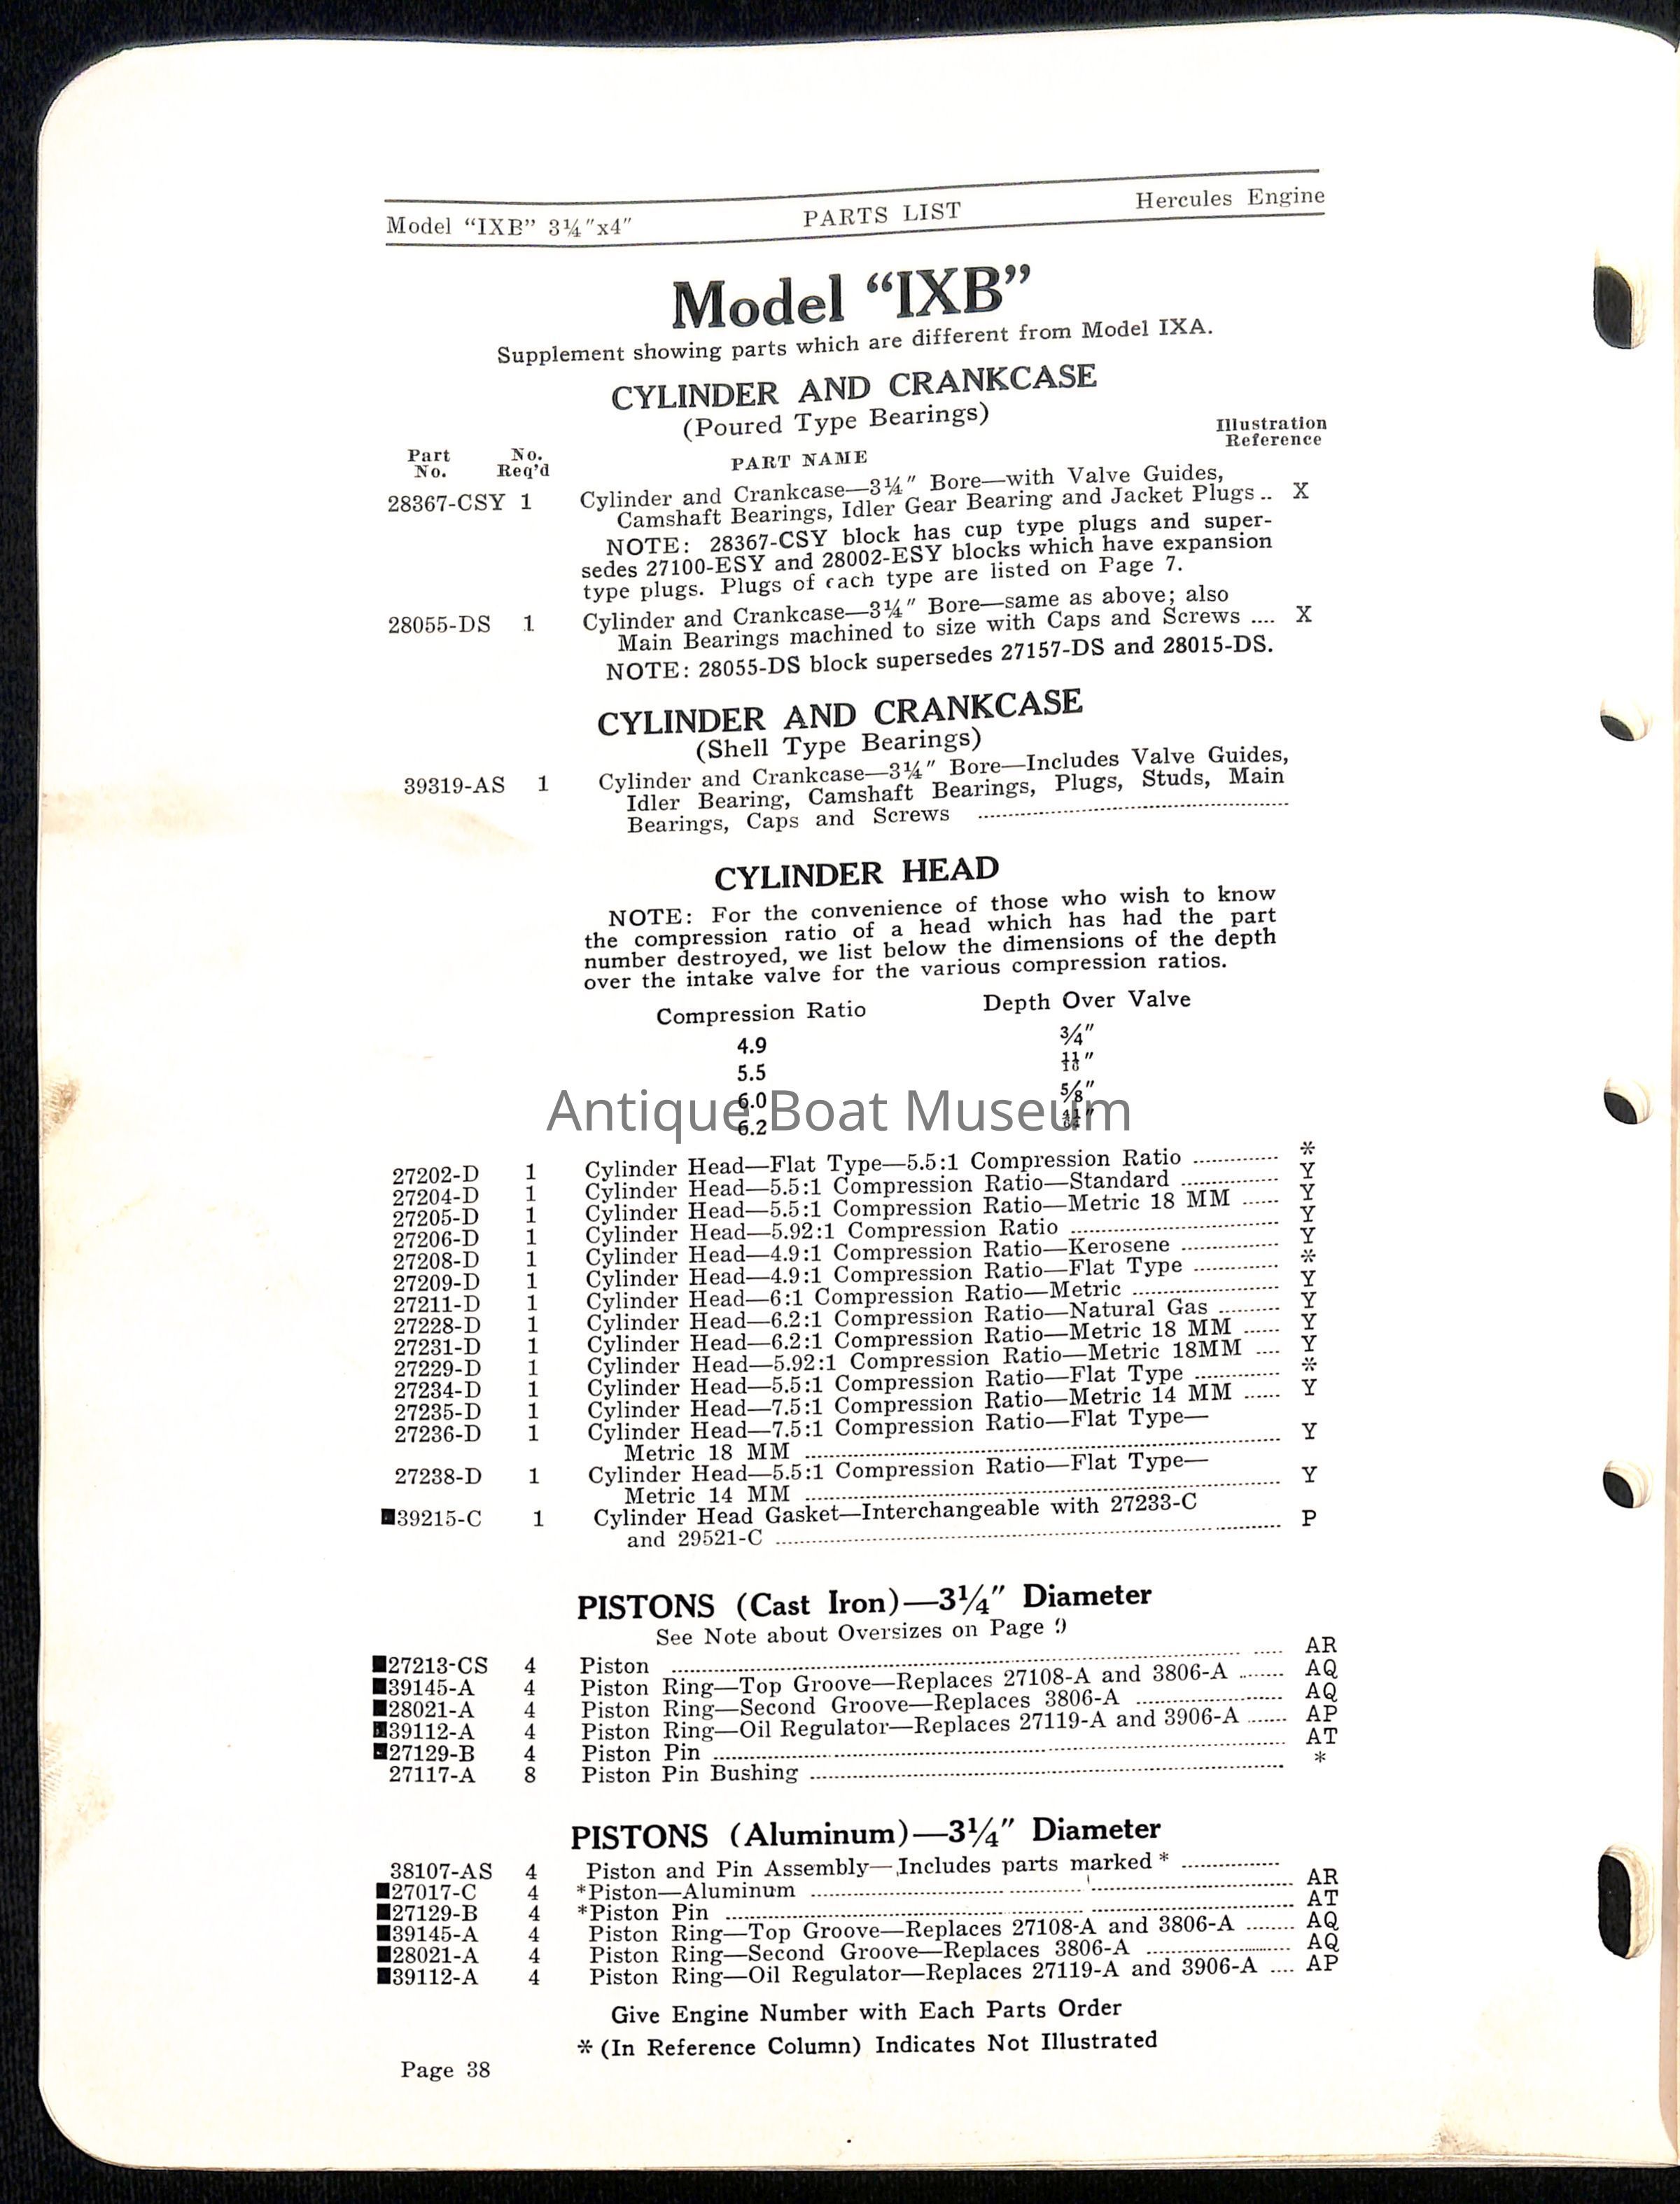 Model “IXB” 3¼″x4″ PARTS LIST Hercules Engine
Model “IXB”
Supplement showing parts which are different from Model IXA.
CYLINDER AND CRANKCASE
(Poured Type Bearings)
Illustration
Reference
Part No.
No. Req'd
PART NAME
28367-CSY 1 Cylinder and Crankcase—3¼″ Bore—with Valve Guides,
Camshaft Bearings, Idler Gear Bearing and Jacket Plugs .. X
NOTE: 28367-CSY block has cup type plugs and super-
sedes 27100-ESY and 28002-ESY blocks which have expansion
type plugs. Plugs of each type are listed on Page 7.
28055-DS 1 Cylinder and Crankcase—3¼″ Bore—same as above; also
Main Bearings machined to size with Caps and Screws .... X
NOTE: 28055-DS block supersedes 27157-DS and 28015-DS.
CYLINDER AND CRANKCASE
(Shell Type Bearings)
39319-AS 1 Cylinder and Crankcase—3¼″ Bore—Includes Valve Guides,
Idler Bearing, Camshaft Bearings, Plugs, Studs, Main
Bearings, Caps and Screws ....................
CYLINDER HEAD
NOTE: For the convenience of those who wish to know
the compression ratio of a head which has had the part
number destroyed, we list below the dimensions of the depth
over the intake valve for the various compression ratios.
Compression Ratio Depth Over Valve
4.9 ¾″
5.5 11/16″
6.0 ⅝″
6.2
Antique Boat Museum
27202-D 1 Cylinder Head—Flat Type—5.5:1 Compression Ratio ............ *
27204-D 1 Cylinder Head—5.5:1 Compression Ratio—Standard ............ Y
27205-D 1 Cylinder Head—5.5:1 Compression Ratio—Metric 18 MM ...... Y
27206-D 1 Cylinder Head—5.92:1 Compression Ratio ............ Y
27208-D 1 Cylinder Head—4.9:1 Compression Ratio—Kerosene ............ Y
27209-D 1 Cylinder Head—4.9:1 Compression Ratio—Flat Type ............ *
27211-D 1 Cylinder Head—6:1 Compression Ratio—Metric ............ Y
27228-D 1 Cylinder Head—6.2:1 Compression Ratio—Natural Gas .......... Y
27231-D 1 Cylinder Head—6.2:1 Compression Ratio—Metric 18 MM ...... Y
27229-D 1 Cylinder Head—5.92:1 Compression Ratio—Metric 18MM .... Y
27234-D 1 Cylinder Head—5.5:1 Compression Ratio—Flat Type ............ *
27235-D 1 Cylinder Head—7.5:1 Compression Ratio—Metric 14 MM ...... Y
27236-D 1 Cylinder Head—7.5:1 Compression Ratio—Flat Type—
Metric 18 MM .................... Y
27238-D 1 Cylinder Head—5.5:1 Compression Ratio—Flat Type—
Metric 14 MM .................... Y
■39215-C 1 Cylinder Head Gasket—Interchangeable with 27233-C
and 29521-C .................... P
PISTONS (Cast Iron)—3¼″ Diameter
See Note about Oversizes on Page 9
■27213-CS 4 Piston .................... AR
■39145-A 4 Piston Ring—Top Groove—Replaces 27108-A and 3806-A ........ AQ
■28021-A 4 Piston Ring—Second Groove—Replaces 3806-A .................... AQ
■39112-A 4 Piston Ring—Oil Regulator—Replaces 27119-A and 3906-A ...... AP
■27129-B 4 Piston Pin .................... AT
27117-A 8 Piston Pin Bushing .................... *
PISTONS (Aluminum)—3¼″ Diameter
38107-AS 4 Piston and Pin Assembly—Includes parts marked * ..............
■27017-C 4 *Piston—Aluminum .................... AR
■27129-B 4 *Piston Pin .................... AT
■39145-A 4 Piston Ring—Top Groove—Replaces 27108-A and 3806-A ........ AQ
■28021-A 4 Piston Ring—Second Groove—Replaces 3806-A .................... AQ
■39112-A 4 Piston Ring—Oil Regulator—Replaces 27119-A and 3906-A .... AP
Give Engine Number with Each Parts Order
* (In Reference Column) Indicates Not Illustrated
Page 38